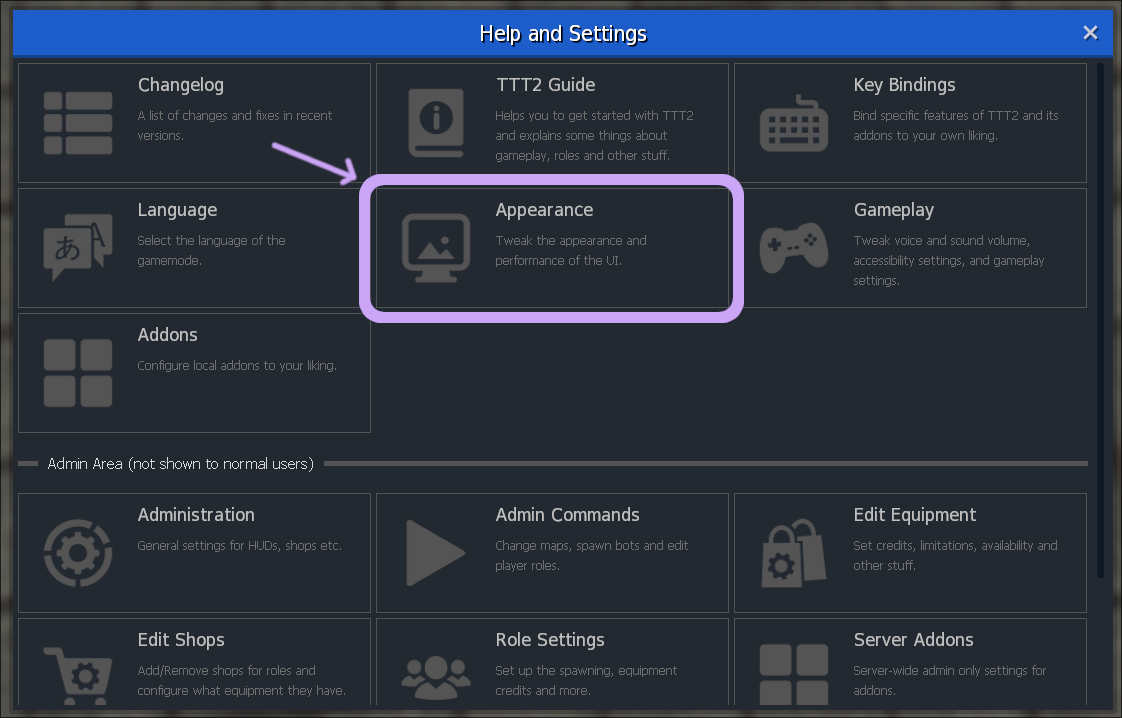 Help and Settings
Changelog
A list of changes and fixes in recent
versions.
TTT2 Guide
Helps you to get started with TTT2
and explains some things about
gameplay, roles and other stuff.
Key Bindings
Bind specific features of TTT2 and its
addons to your own liking.
Language
Select the language of the
gamemode.
あ
A
Appearance
Tweak the appearance and
performance of the UI.
Gameplay
Tweak voice and sound volume,
accessibility settings, and gameplay
settings.
Addons
Configure local addons to your liking.
Admin Area (not shown to normal users)
Administration
General settings for HUDs, shops etc.
Admin Commands
Change maps, spawn bots and edit
player roles.
Edit Equipment
Set credits, limitations, availability and
other stuff.
Edit Shops
Add/Remove shops for roles and
configure what equipment they have.
Role Settings
Set up the spawning, equipment
credits and more.
Server Addons
Server-wide admin only settings for
addons.